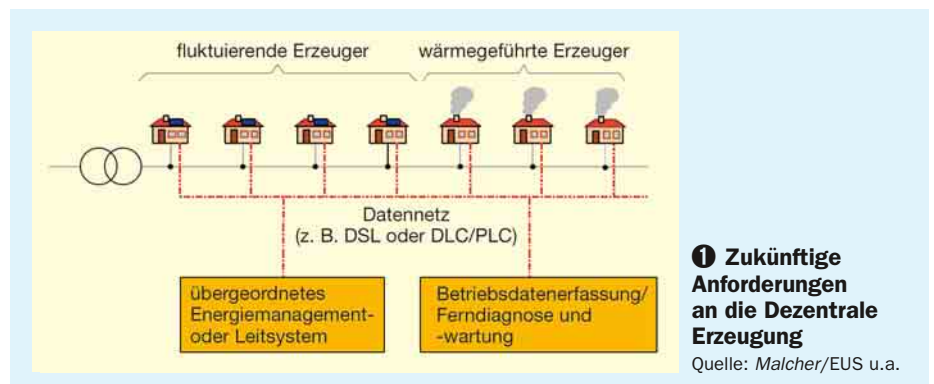 fluktuierende Erzeuger
wärmegeführte Erzeuger
Datennetz
(z. B. DSL oder DLC/PLC)
übergeordnetes
Energiemanagement-
oder Leitsystem
Betriebsdatenerfassung/
Ferndiagnose und
-wartung
❶ Zukünftige
Anforderungen
an die Dezentrale
Erzeugung
Quelle: Malcher/EUS u.a.